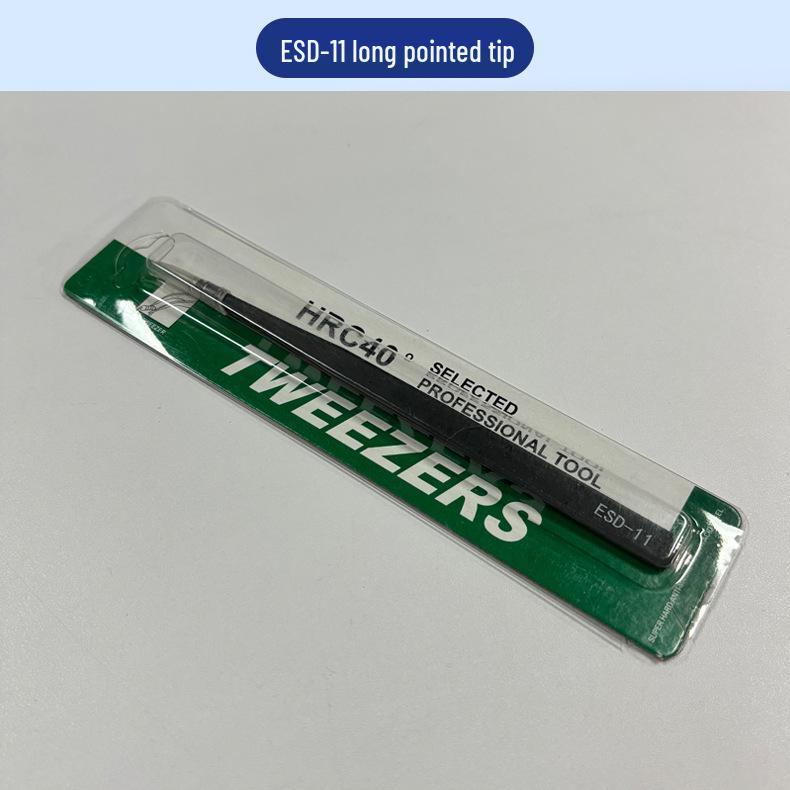 ESD-11 long pointed tip
HRC40°
SELECTED
PROFESSIONAL TOOL
TWEEZERS
ESD-11